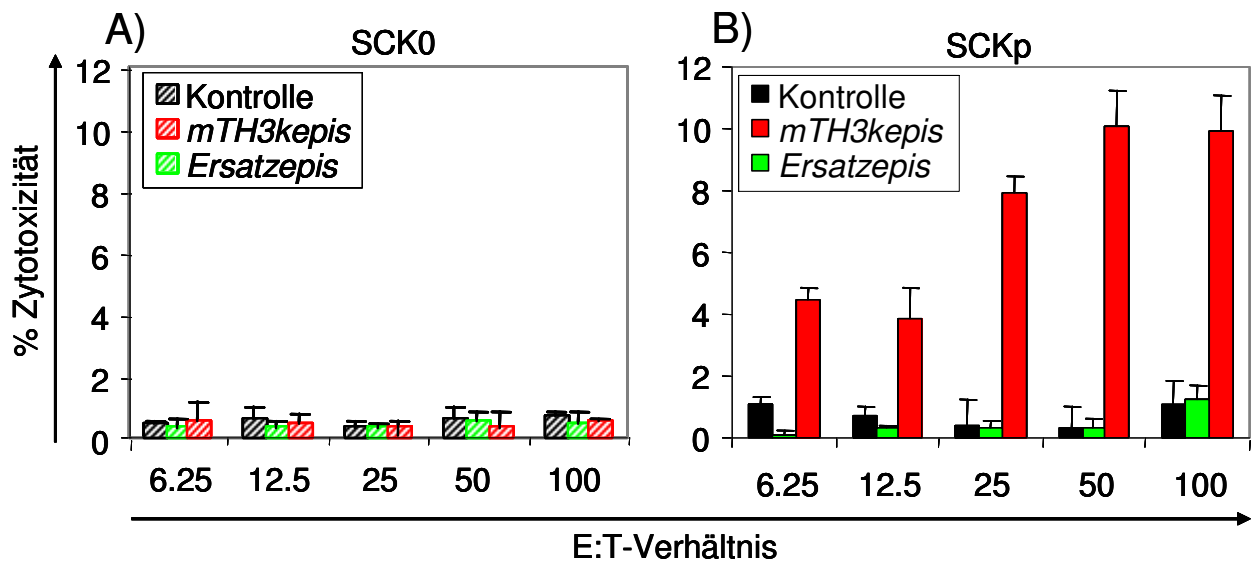 A)
SCK0
12
10
8
6
4
2
0
% Zytotoxizität
Kontrolle
mTH3kepis
Ersatzepis
6.25 12.5 25 50 100
B)
SCKp
12
10
8
6
4
2
0
Kontrolle
mTH3kepis
Ersatzepis
6.25 12.5 25 50 100
E:T-Verhältnis